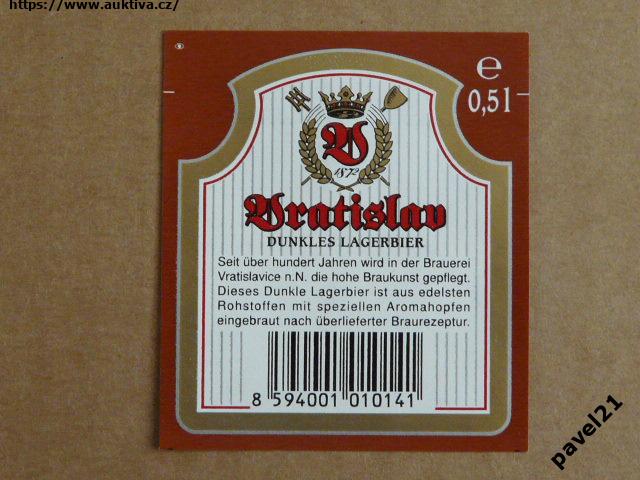 https://www.auktiva.cz/
e
0,5 l
V
1872
Vratislav
DUNKLES LAGERBIER
Seit über hundert Jahren wird in der Brauerei
Vratislavice n.N. die hohe Braukunst gepflegt.
Dieses Dunkle Lagerbier ist aus edelsten
Rohstoffen mit speziellen Aromahopfen
eingebraut nach überlieferter Braurezeptur.
8 594001 010141
pavel21